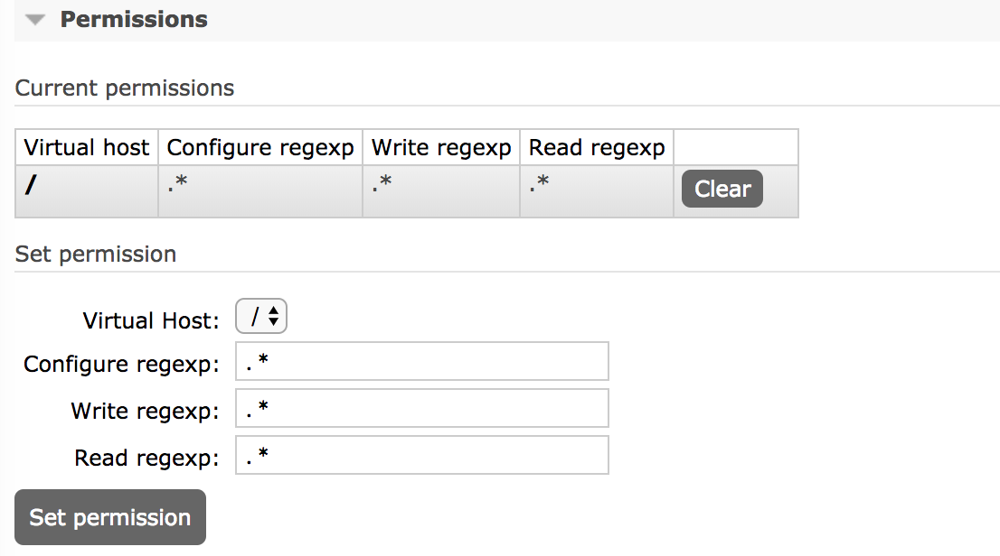 Permissions
Current permissions
Virtual host Configure regexp Write regexp Read regexp
/ .* .* .* Clear
Set permission
Virtual Host: /
Configure regexp: .*
Write regexp: .*
Read regexp: .*
Set permission